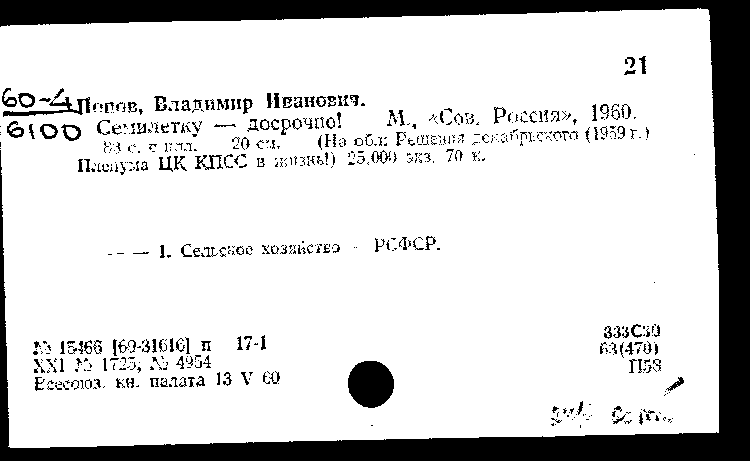 21
60-4 Попов, Владимир Иванович.
6100 Семилетку — досрочно! М., «Сов. Россия», 1960.
83 с. с илл. 20 см. (На обл.: Решения декабрьского (1959 г.)
Пленума ЦК КПСС в жизнь!) 25.000 экз. 70 к.
— — 1. Сельское хозяйство - РСФСР.
№ 15466 [60-31616] п 17-1
XXI № 1725; № 4954
Всесоюз. кн. палата 13 V 60
333С30
63(470)
П58